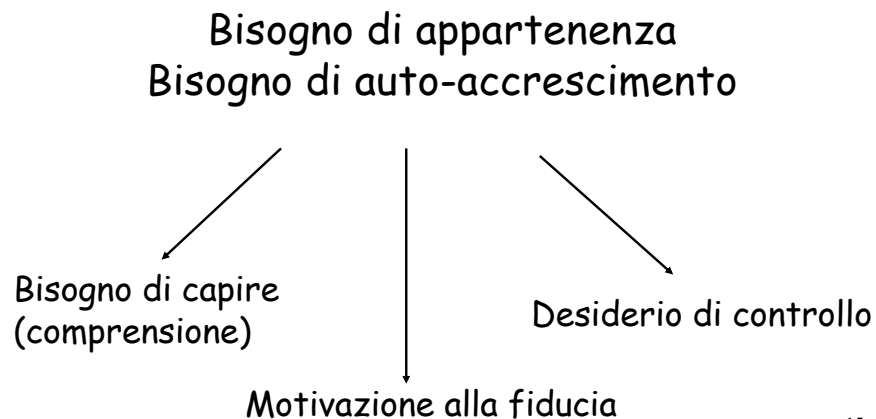 Bisogno di appartenenza
Bisogno di auto-accrescimento
Bisogno di capire
(comprensione)
Desiderio di controllo
Motivazione alla fiducia